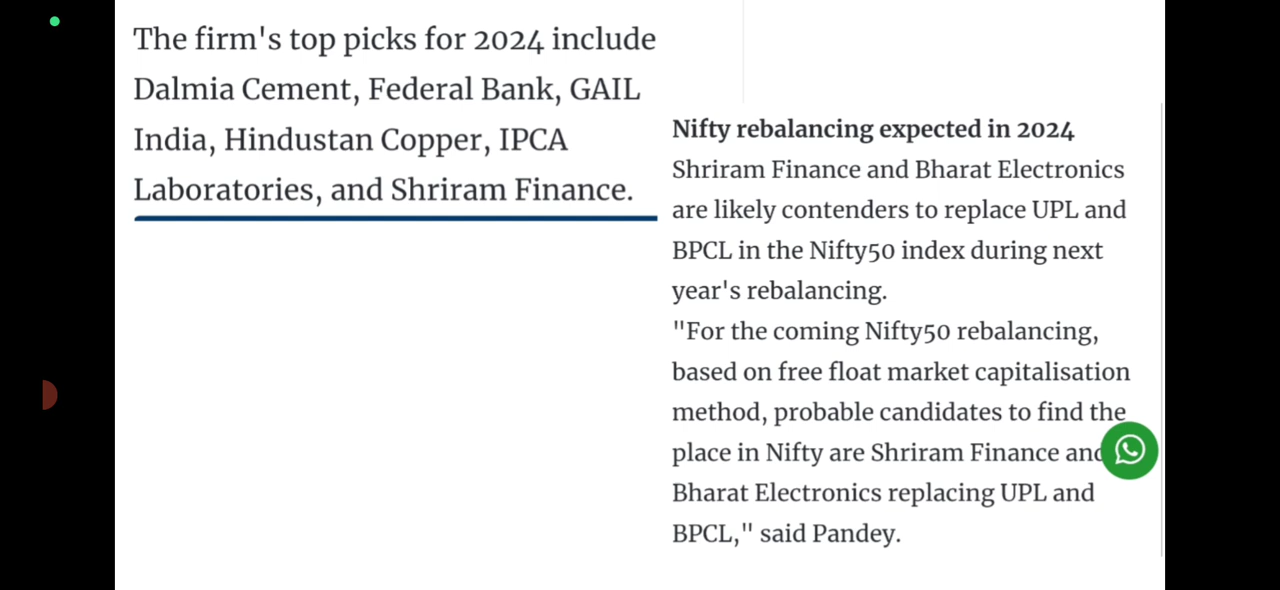 The firm's top picks for 2024 include
Dalmia Cement, Federal Bank, GAIL
India, Hindustan Copper, IPCA
Laboratories, and Shriram Finance.
Nifty rebalancing expected in 2024
Shriram Finance and Bharat Electronics
are likely contenders to replace UPL and
BPCL in the Nifty50 index during next
year's rebalancing.
"For the coming Nifty50 rebalancing,
based on free float market capitalisation
method, probable candidates to find the
place in Nifty are Shriram Finance and
Bharat Electronics replacing UPL and
BPCL," said Pandey.